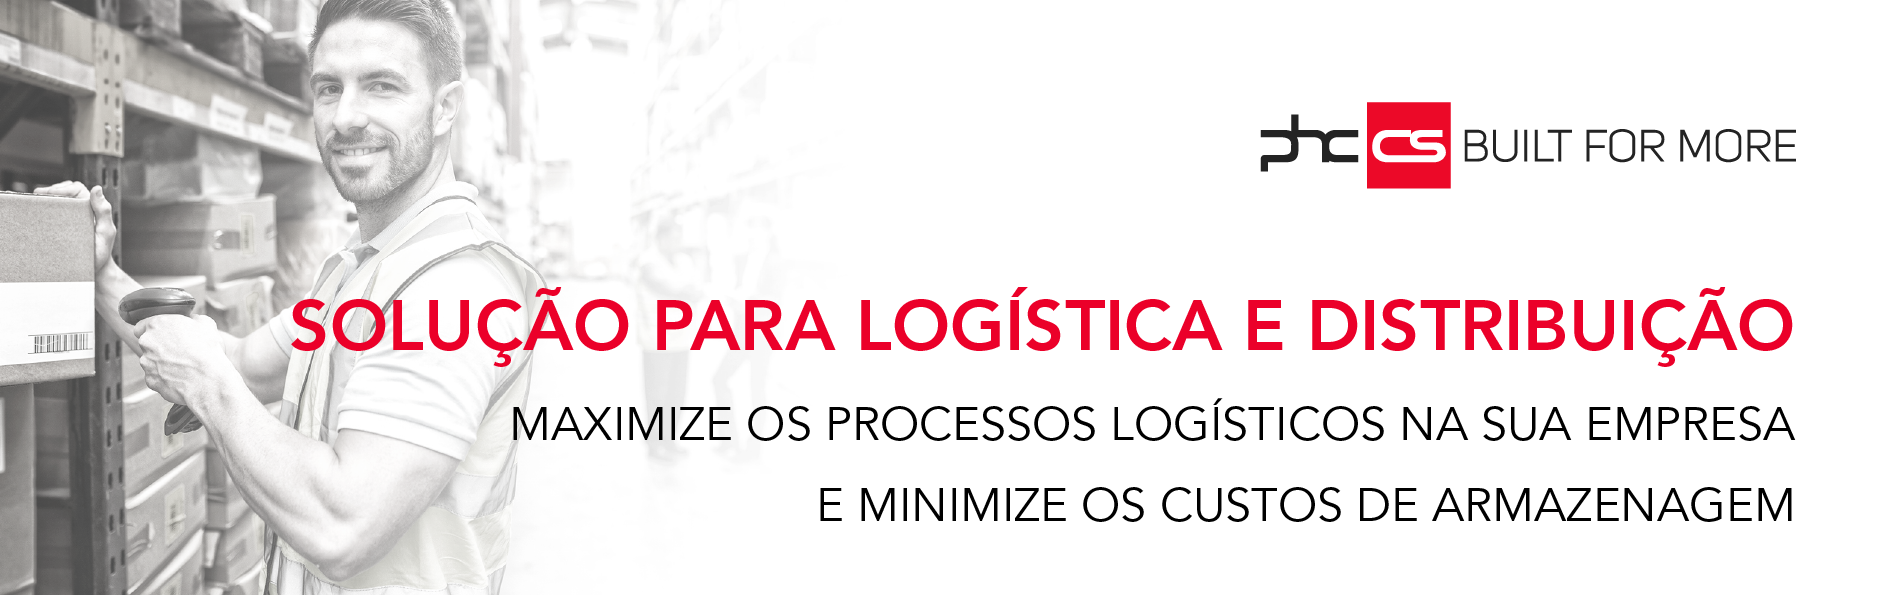 phc cs BUILT FOR MORE
SOLUÇÃO PARA LOGÍSTICA E DISTRIBUIÇÃO
MAXIMIZE OS PROCESSOS LOGÍSTICOS NA SUA EMPRESA
E MINIMIZE OS CUSTOS DE ARMAZENAGEM